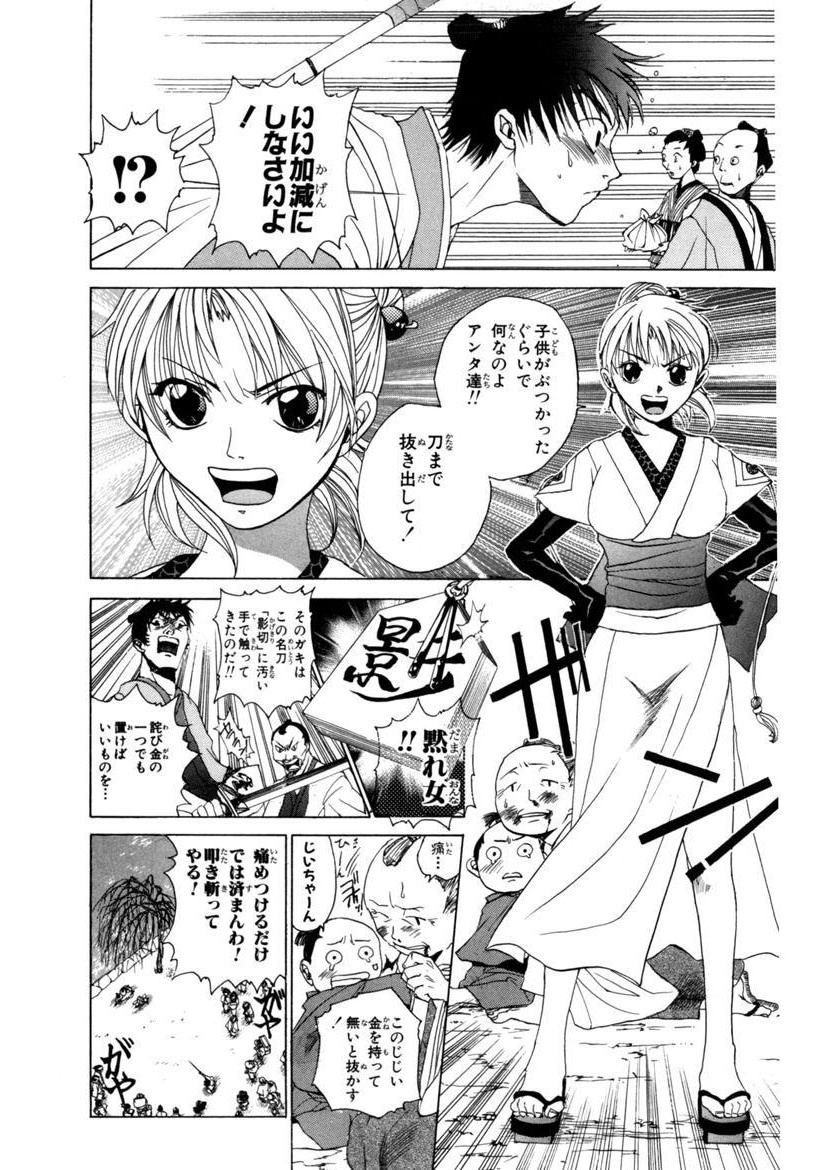 いい加減に
しなさいよ
!
!?
子供がぶつかった
ぐらいで
何なのよ
アンタ達!!
刀まで
抜き出して!
黙れ女
!!
そのガキは
この名刀
「影切」に汚い
手で触って
きたのだ!!
詫び金の
一つでも
置けば
いいものを…
痛…
じいちゃーん
このじじい
金を持って
無いと抜かす
!
痛めつけるだけ
では済まんわ!
叩き斬って
やる!
ガヤ
ガヤ